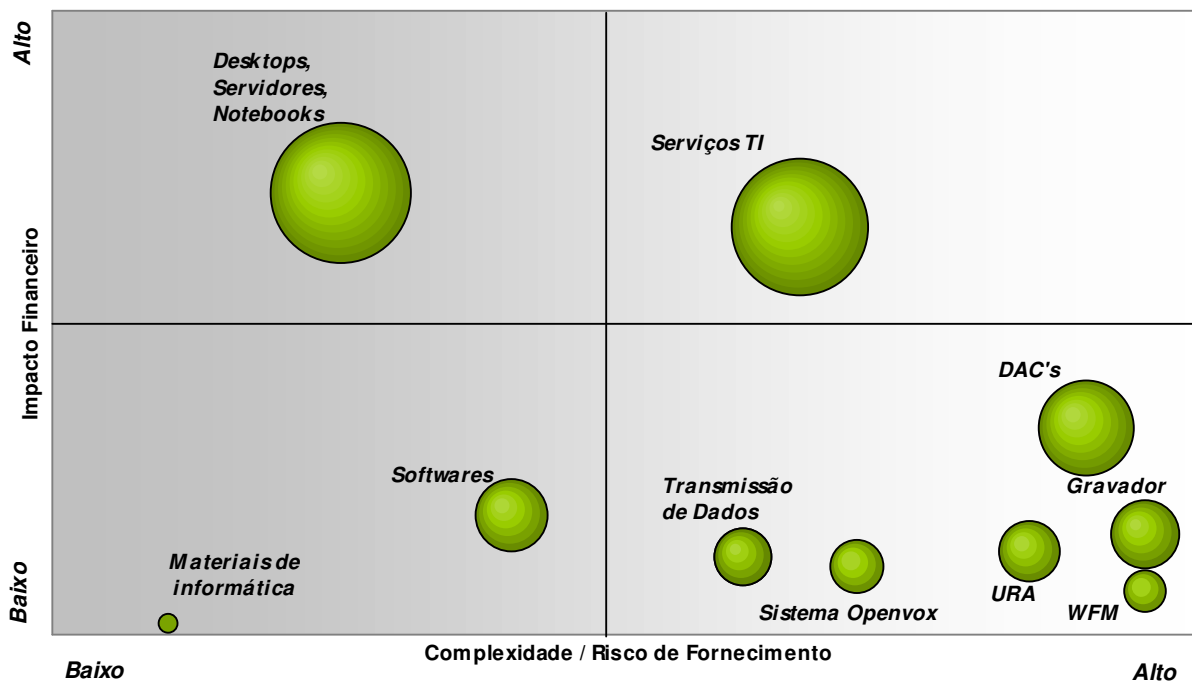 Alto
Desktops,
Servidores,
Notebooks
Serviços TI
Impacto Financeiro
DAC's
Softwares
Transmissão
de Dados
Gravador
Materiais de
informática
Sistema Openvox
URA
WFM
Baixo
Complexidade / Risco de Fornecimento
Baixo
Alto